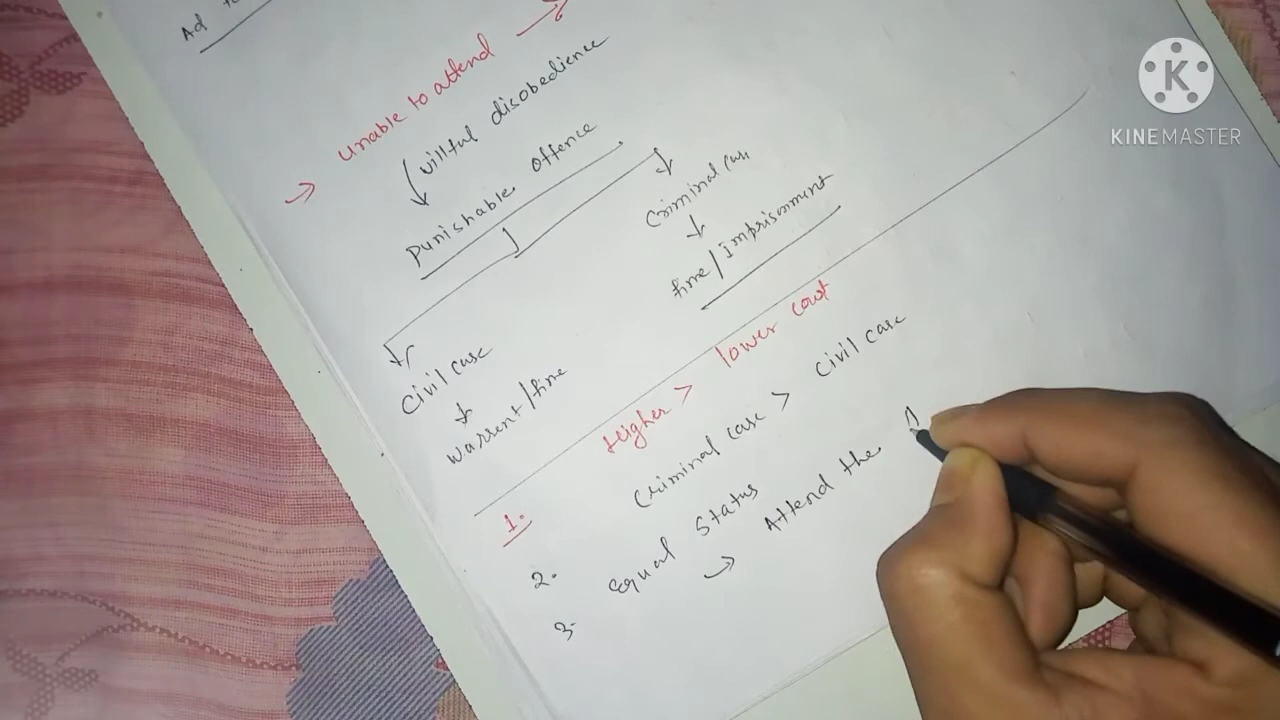 Ad
→ Unable to attend →
willful disobedience
Punishable offence
Criminal case
fine/imprisonment
Civil case
warrent/fine
1. Higher > lower court
2. Criminal case > Civil case
3. Equal Status
→ Attend the
KINEMASTER